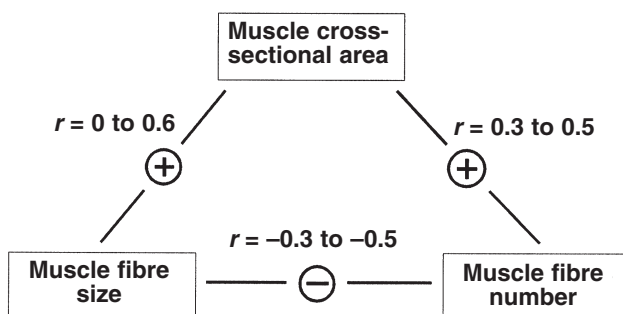 Muscle cross-
sectional area
r = 0 to 0.6
r = 0.3 to 0.5
+
+
r = –0.3 to –0.5
Muscle fibre
size
–
Muscle fibre
number